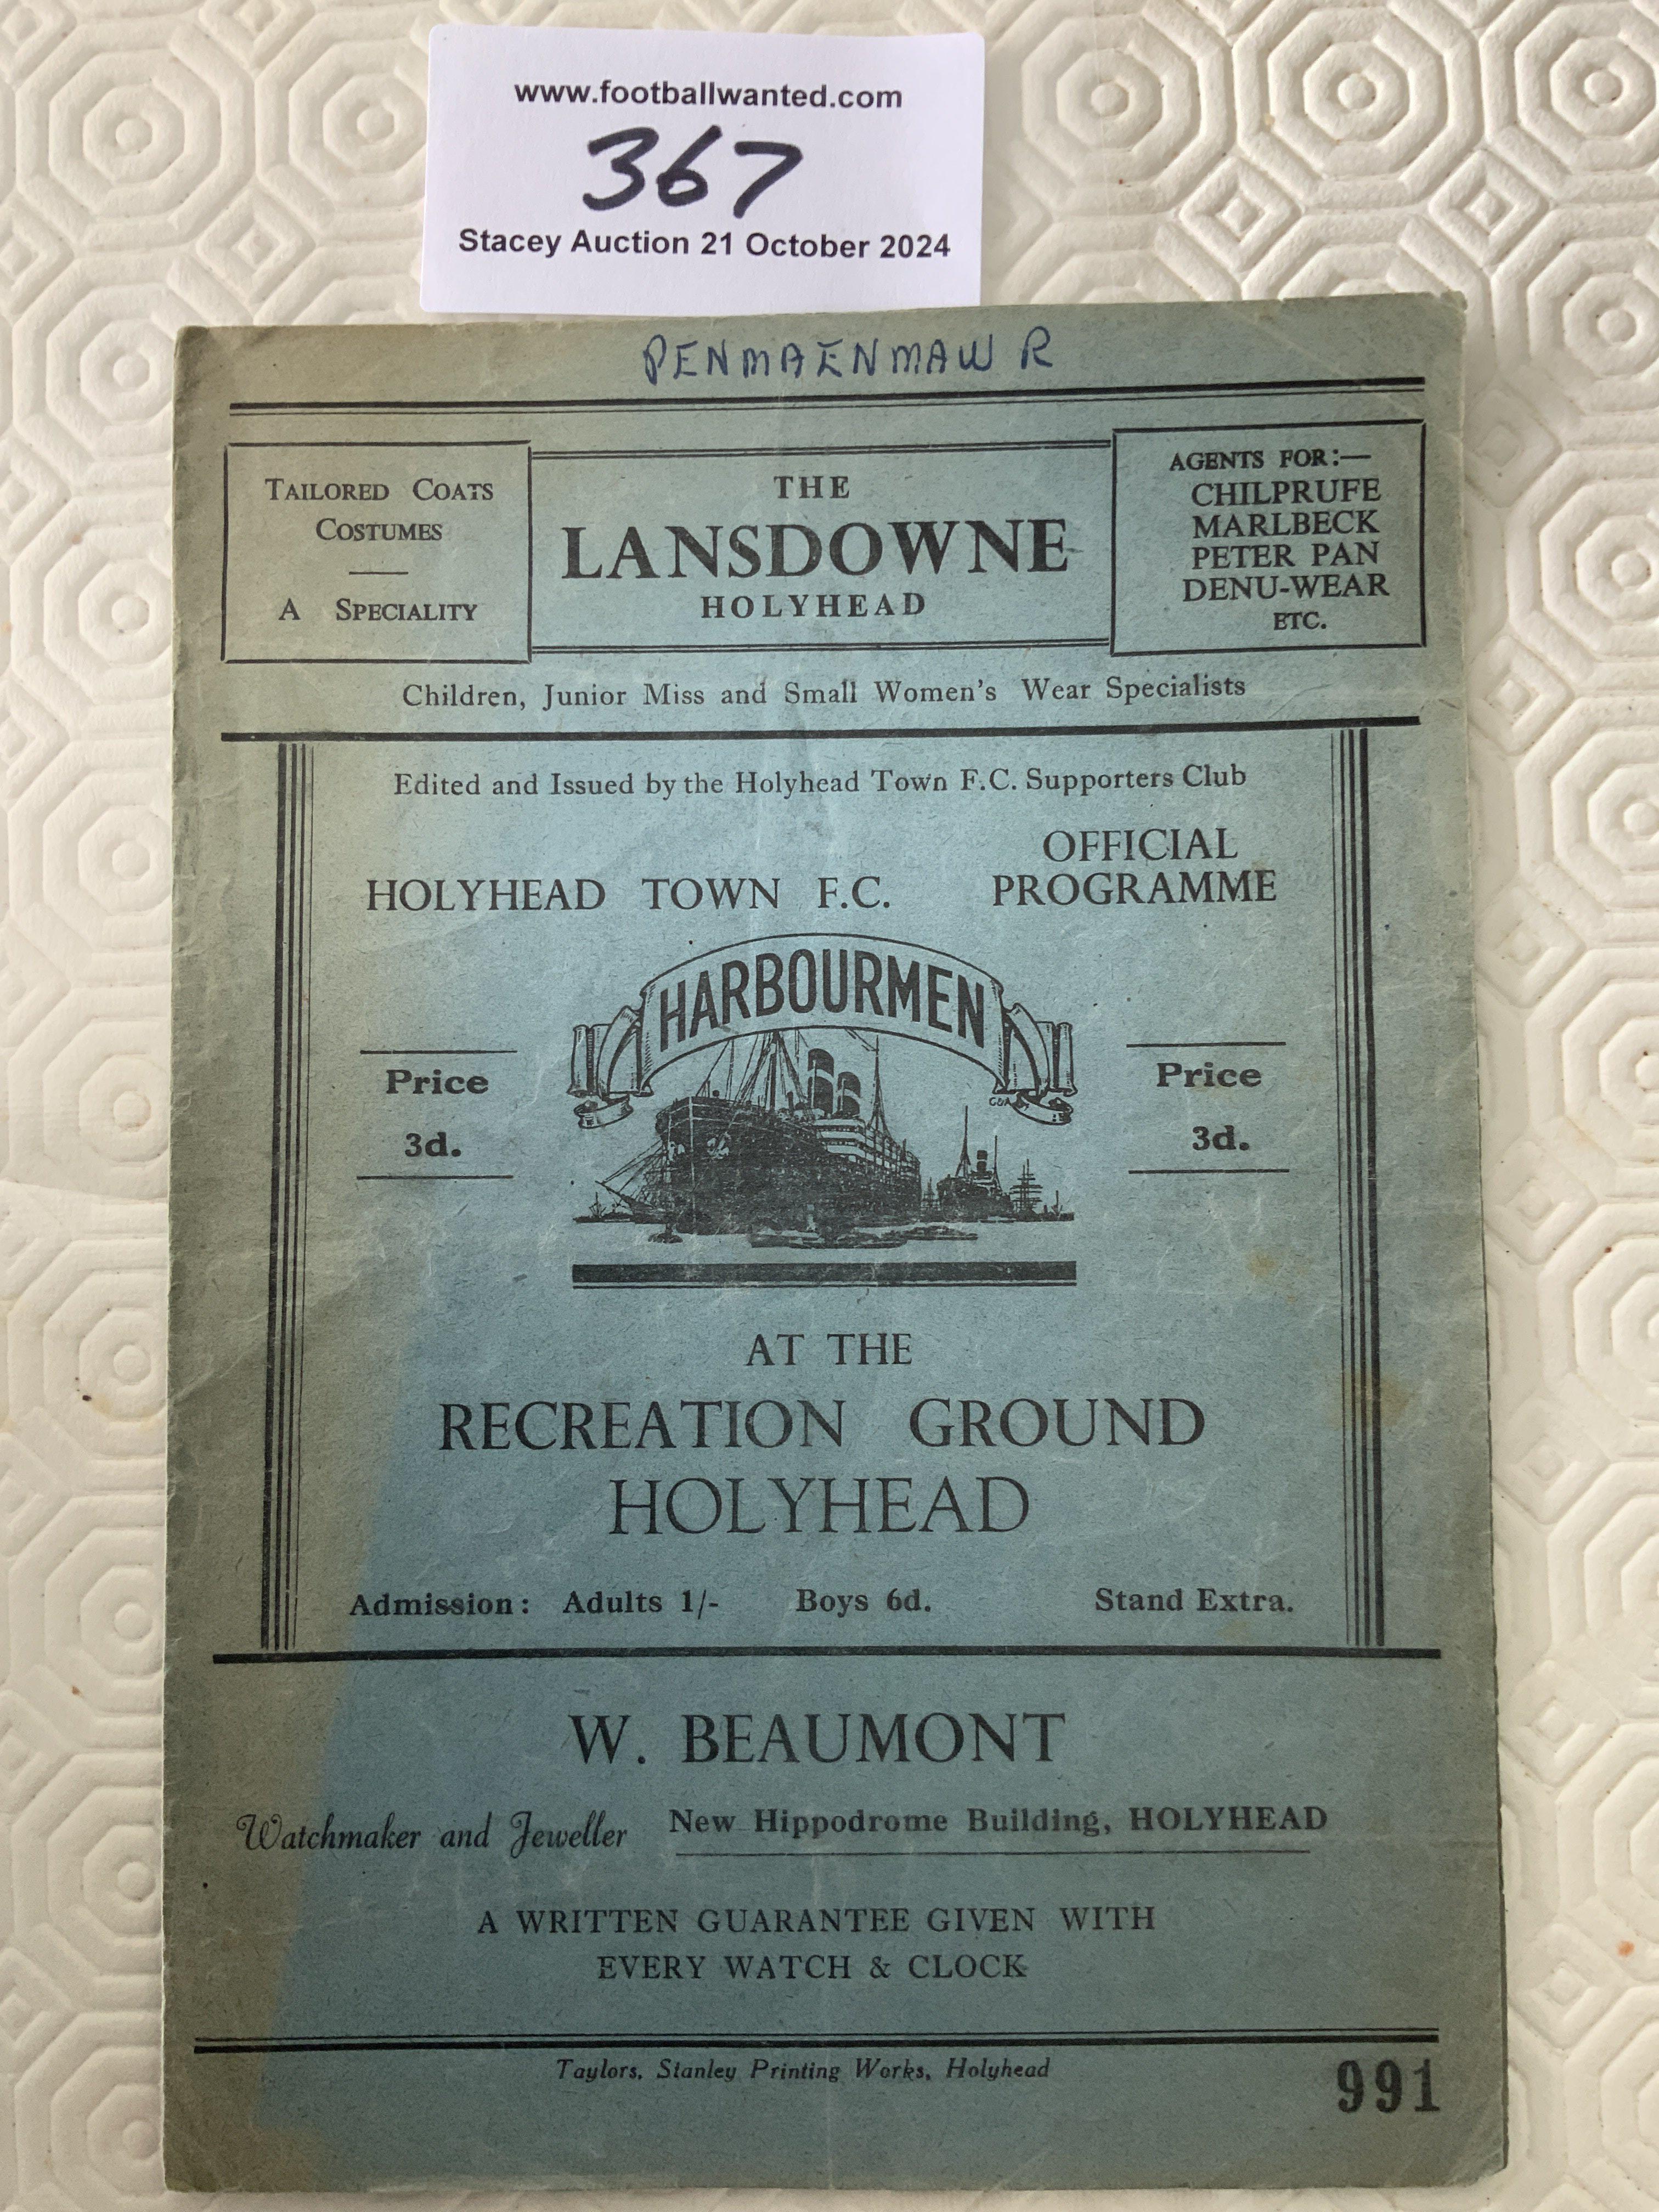 www.footballwanted.com
367
Stacey Auction 21 October 2024
PENMAENMAW R
TAILORED COATS
COSTUMES
A SPECIALITY
THE
LANSDOWNE
HOLYHEAD
AGENTS FOR:—
CHILPRUFE
MARLBECK
PETER PAN
DENU-WEAR
ETC.
Children, Junior Miss and Small Women's Wear Specialists
Edited and Issued by the Holyhead Town F.C. Supporters Club
HOLYHEAD TOWN F.C.
OFFICIAL
PROGRAMME
HARBOURMEN
Price
3d.
Price
3d.
AT THE
RECREATION GROUND
HOLYHEAD
Admission: Adults 1/- Boys 6d. Stand Extra.
W. BEAUMONT
Watchmaker and Jeweller New Hippodrome Building, HOLYHEAD
A WRITTEN GUARANTEE GIVEN WITH
EVERY WATCH & CLOCK
Taylors, Stanley Printing Works, Holyhead
991